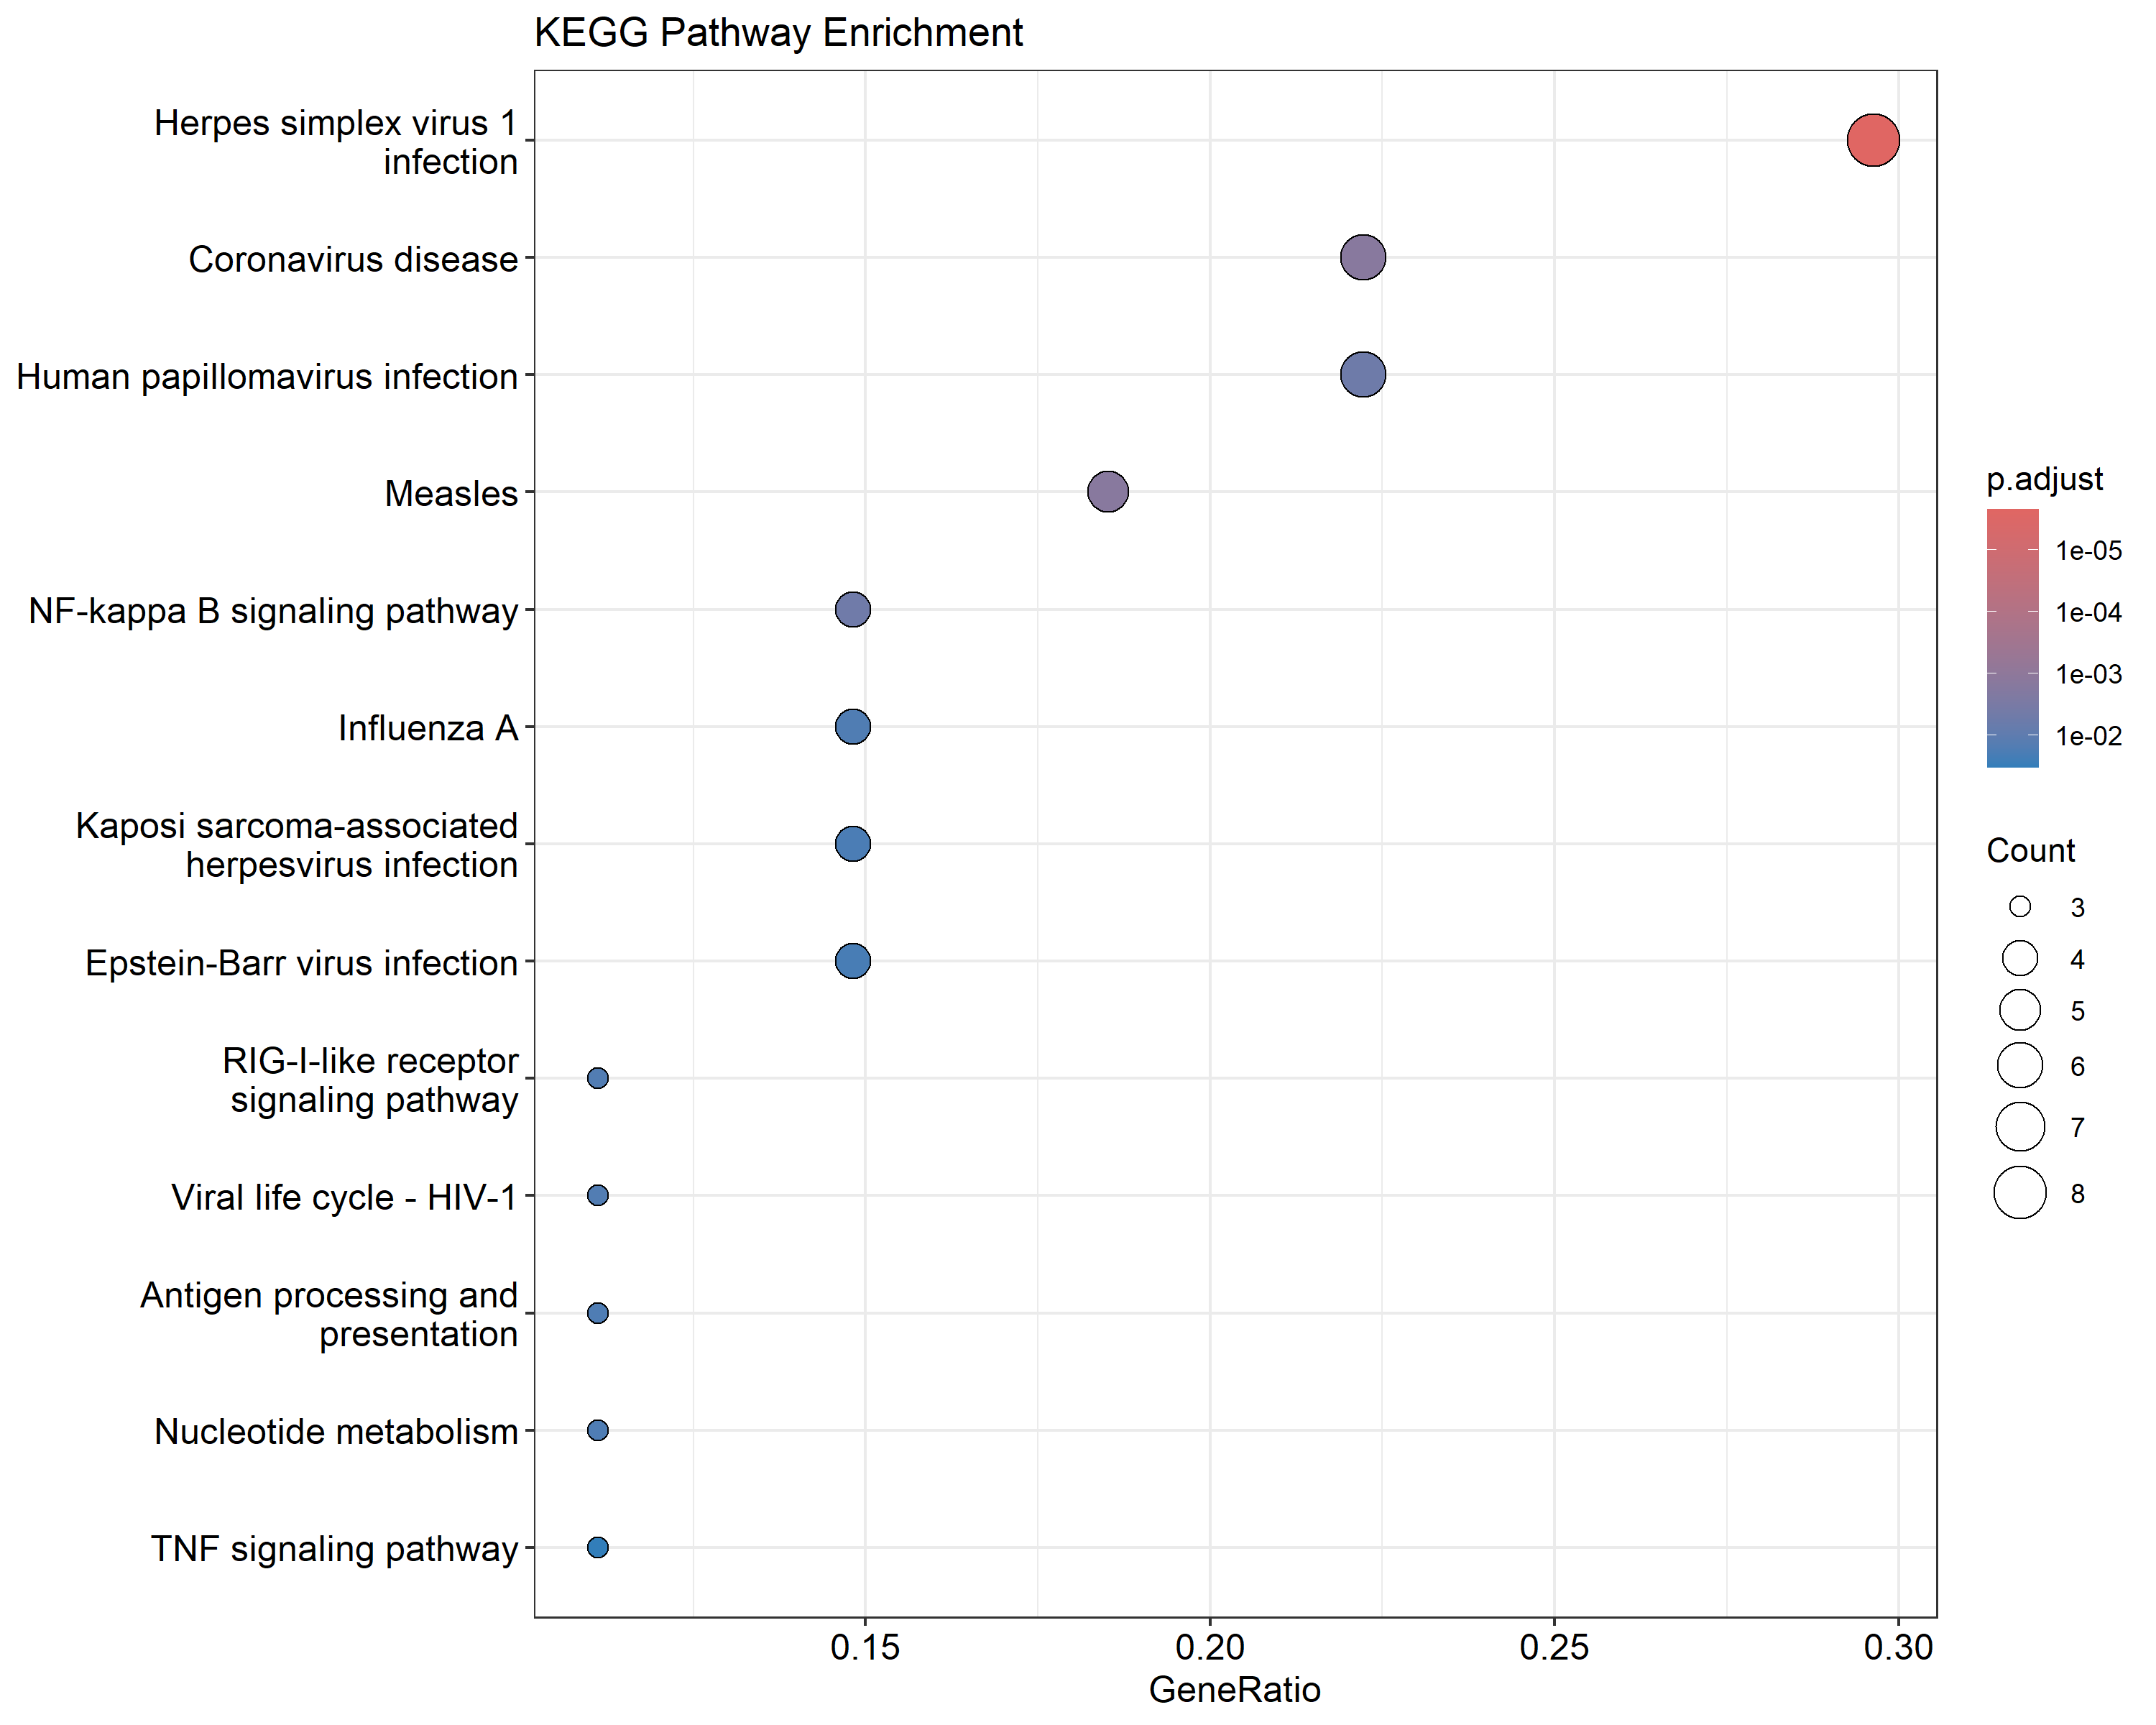 KEGG Pathway Enrichment
Herpes simplex virus 1
infection
Coronavirus disease
Human papillomavirus infection
Measles
NF-kappa B signaling pathway
Influenza A
Kaposi sarcoma-associated
herpesvirus infection
Epstein-Barr virus infection
RIG-I-like receptor
signaling pathway
Viral life cycle - HIV-1
Antigen processing and
presentation
Nucleotide metabolism
TNF signaling pathway
0.15 0.20 0.25 0.30
GeneRatio
p.adjust
1e-05
1e-04
1e-03
1e-02
Count
3
4
5
6
7
8